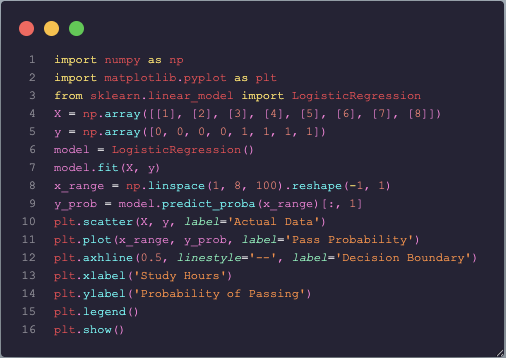 1 import numpy as np
2 import matplotlib.pyplot as plt
3 from sklearn.linear_model import LogisticRegression
4 X = np.array([[1], [2], [3], [4], [5], [6], [7], [8]])
5 y = np.array([0, 0, 0, 0, 1, 1, 1, 1])
6 model = LogisticRegression()
7 model.fit(X, y)
8 x_range = np.linspace(1, 8, 100).reshape(-1, 1)
9 y_prob = model.predict_proba(x_range)[:, 1]
10 plt.scatter(X, y, label='Actual Data')
11 plt.plot(x_range, y_prob, label='Pass Probability')
12 plt.axhline(0.5, linestyle='--', label='Decision Boundary')
13 plt.xlabel('Study Hours')
14 plt.ylabel('Probability of Passing')
15 plt.legend()
16 plt.show()